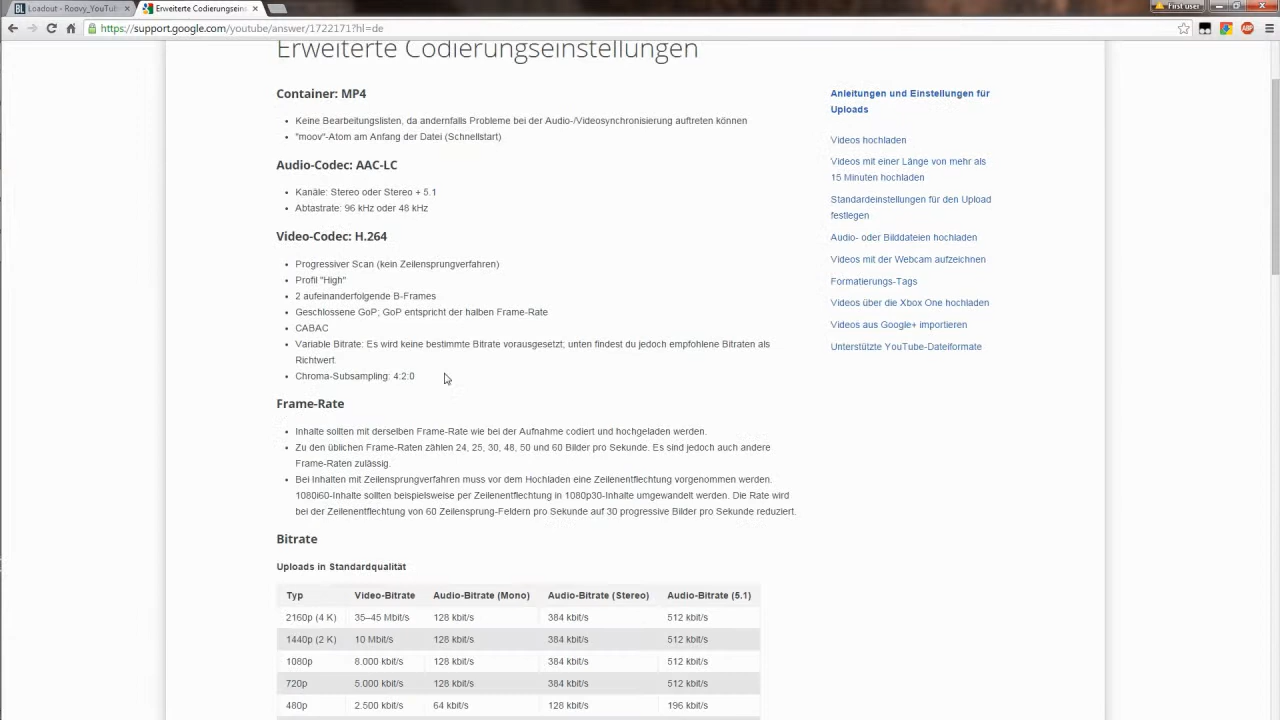 Loadout - Roovy_YouTub
Erweiterte Codierungsein
First user
https://support.google.com/youtube/answer/1722171?hl=de
ABP
Erweiterte Codierungseinstellungen
Container: MP4
Keine Bearbeitungslisten, da andernfalls Probleme bei der Audio-/Videosynchronisierung auftreten können
"moov"-Atom am Anfang der Datei (Schnellstart)
Audio-Codec: AAC-LC
Kanäle: Stereo oder Stereo + 5.1
Abtastrate: 96 kHz oder 48 kHz
Video-Codec: H.264
Progressiver Scan (kein Zeilensprungverfahren)
Profil "High"
2 aufeinanderfolgende B-Frames
Geschlossene GoP; GoP entspricht der halben Frame-Rate
CABAC
Variable Bitrate: Es wird keine bestimmte Bitrate vorausgesetzt; unten findest du jedoch empfohlene Bitraten als
Richtwert
Chroma-Subsampling: 4:2:0
Frame-Rate
Inhalte sollten mit derselben Frame-Rate wie bei der Aufnahme codiert und hochgeladen werden.
Zu den üblichen Frame-Raten zählen 24, 25, 30, 48, 50 und 60 Bilder pro Sekunde. Es sind jedoch auch andere
Frame-Raten zulässig.
Bei Inhalten mit Zeilensprungverfahren muss vor dem Hochladen eine Zeilenentflechtung vorgenommen werden.
1080i60-Inhalte sollten beispielsweise per Zeilenentflechtung in 1080p30-Inhalte umgewandelt werden. Die Rate wird
bei der Zeilenentflechtung von 60 Zeilensprung-Feldern pro Sekunde auf 30 progressive Bilder pro Sekunde reduziert.
Bitrate
Uploads in Standardqualität
Typ Video-Bitrate Audio-Bitrate (Mono) Audio-Bitrate (Stereo) Audio-Bitrate (5.1)
2160p (4 K) 35–45 Mbit/s 128 kbit/s 384 kbit/s 512 kbit/s
1440p (2 K) 10 Mbit/s 128 kbit/s 384 kbit/s 512 kbit/s
1080p 8.000 kbit/s 128 kbit/s 384 kbit/s 512 kbit/s
720p 5.000 kbit/s 128 kbit/s 384 kbit/s 512 kbit/s
480p 2.500 kbit/s 64 kbit/s 128 kbit/s 196 kbit/s
Anleitungen und Einstellungen für
Uploads
Videos hochladen
Videos mit einer Länge von mehr als
15 Minuten hochladen
Standardeinstellungen für den Upload
festlegen
Audio- oder Bilddateien hochladen
Videos mit der Webcam aufzeichnen
Formatierungs-Tags
Videos über die Xbox One hochladen
Videos aus Google+ importieren
Unterstützte YouTube-Dateiformate